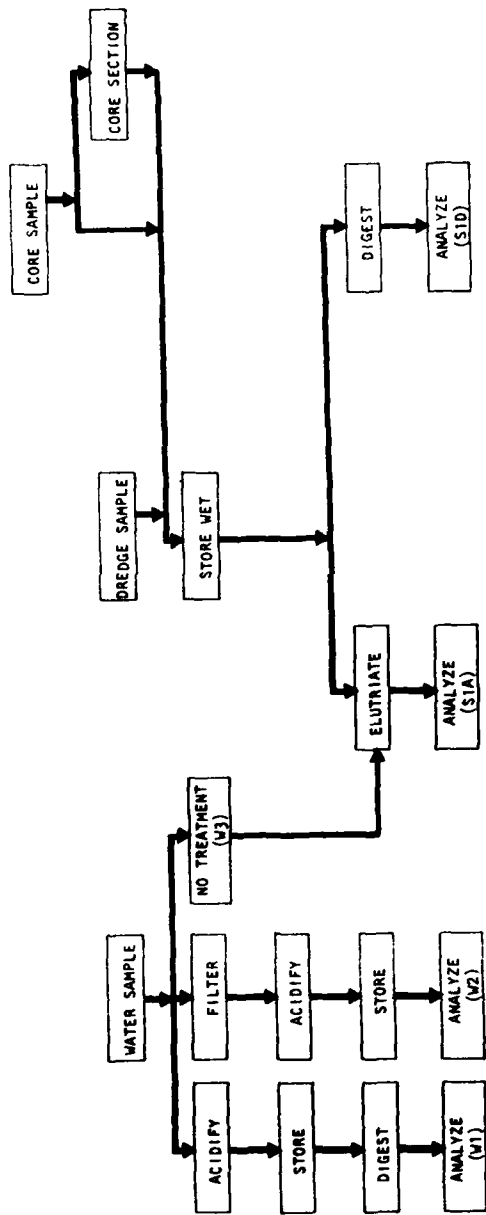 WATER SAMPLE
ACIDIFY
STORE
DIGEST
ANALYZE
(W1)
FILTER
ACIDIFY
STORE
ANALYZE
(W2)
NO TREATMENT
(W3)
DREDGE SAMPLE
CORE SAMPLE
CORE SECTION
STORE WET
ELUTRIATE
ANALYZE
(S1A)
DIGEST
ANALYZE
(S1D)